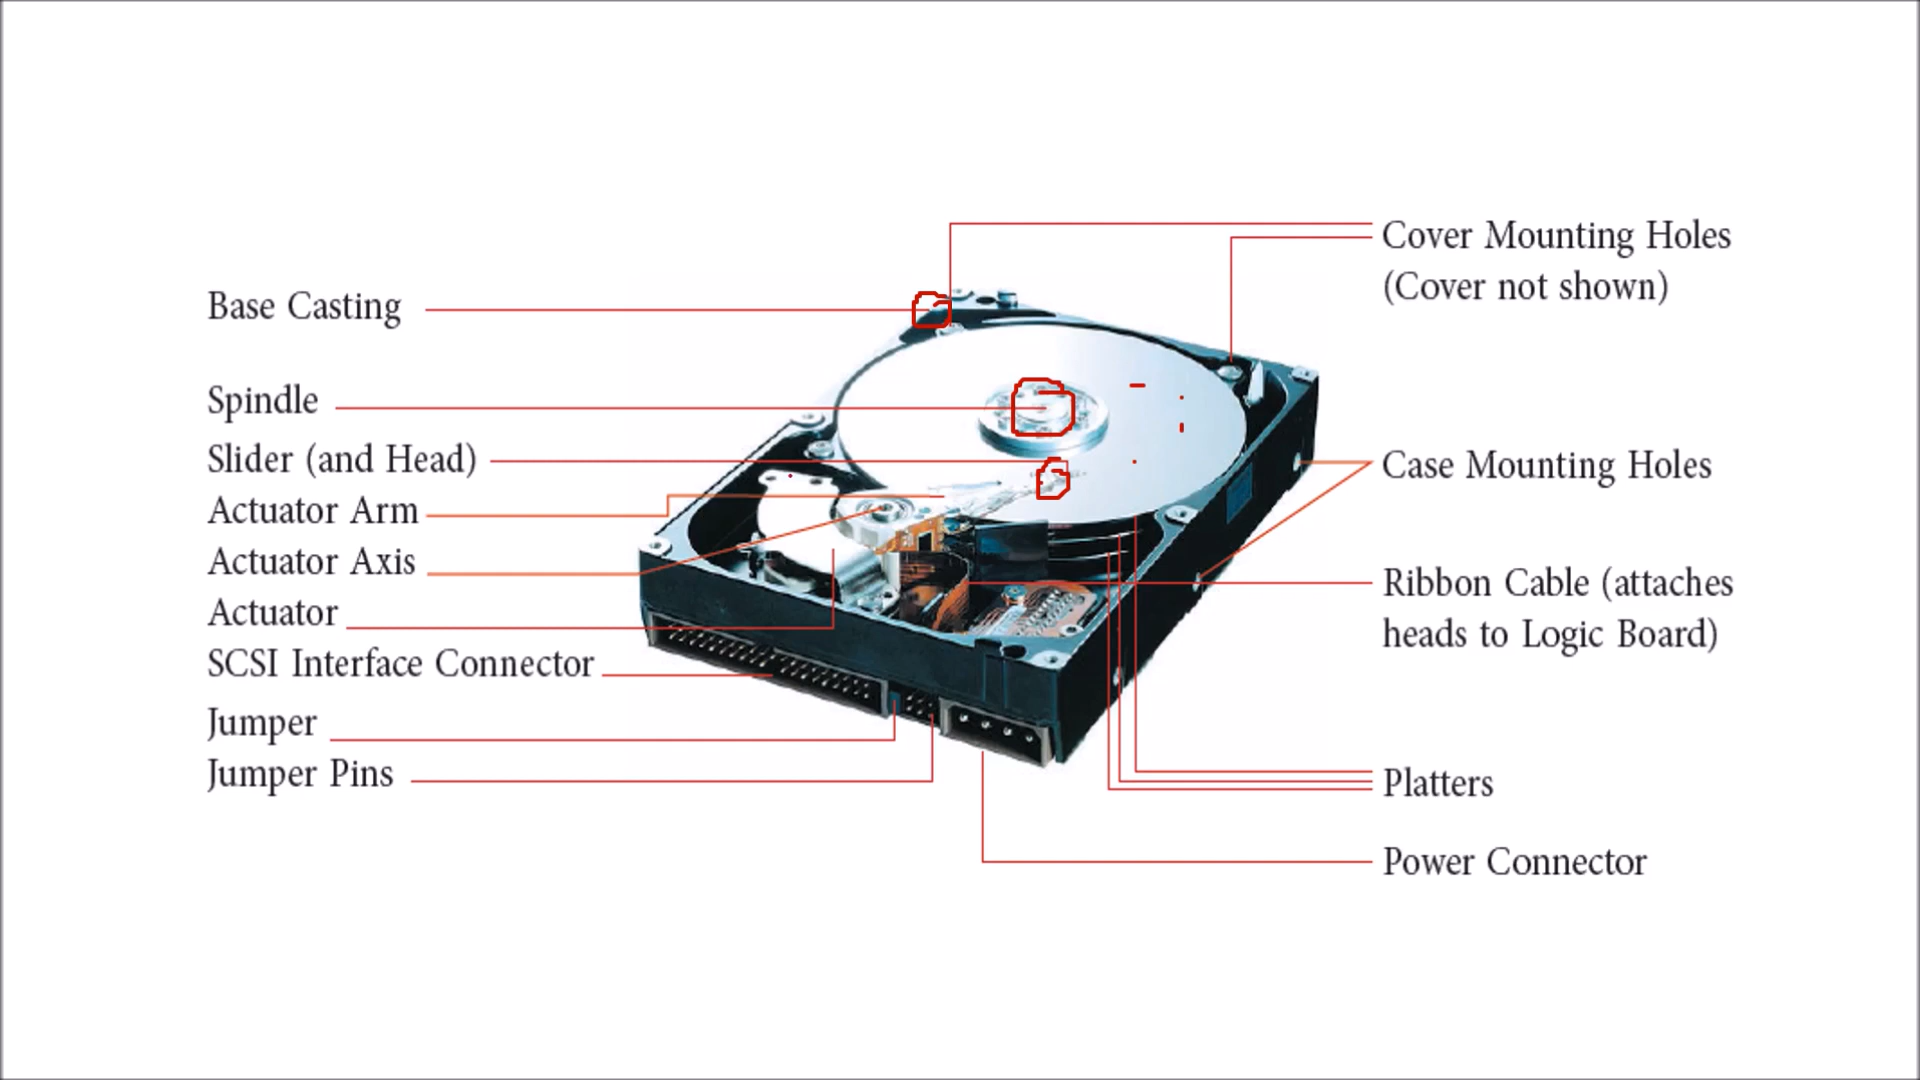 Base Casting
Spindle
Slider (and Head)
Actuator Arm
Actuator Axis
Actuator
SCSI Interface Connector
Jumper
Jumper Pins
Cover Mounting Holes
(Cover not shown)
Case Mounting Holes
Ribbon Cable (attaches
heads to Logic Board)
Platters
Power Connector